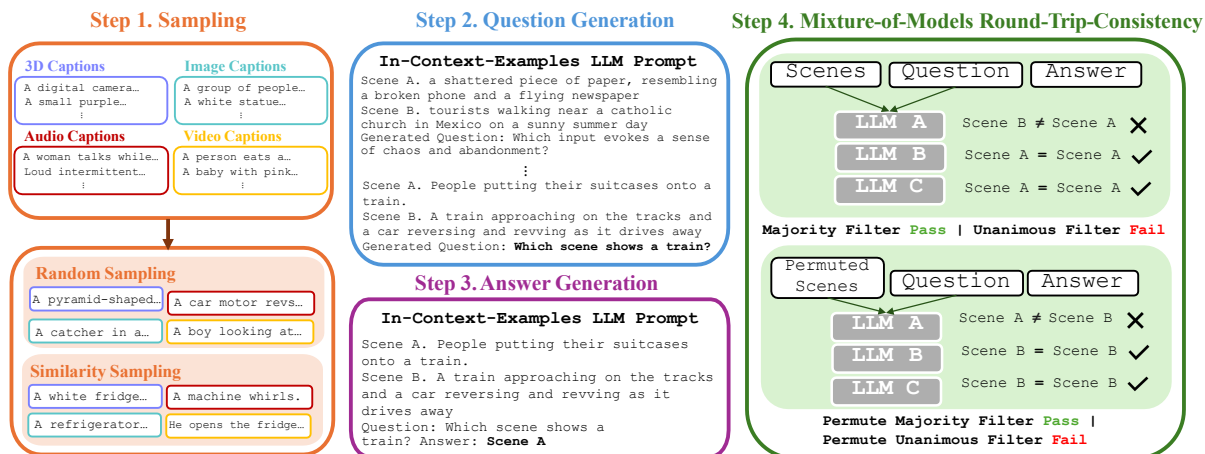 Step 1. Sampling
3D Captions
A digital camera…
A small purple…
⋮
Image Captions
A group of people…
A white statue…
⋮
Audio Captions
A woman talks while…
Loud intermittent…
⋮
Video Captions
A person eats a…
A baby with pink…
⋮
Random Sampling
A pyramid-shaped…
A car motor revs…
A catcher in a…
A boy looking at…
Similarity Sampling
A white fridge…
A machine whirls.
A refrigerator…
He opens the fridge…
Step 2. Question Generation
In-Context-Examples LLM Prompt
Scene A. a shattered piece of paper, resembling
a broken phone and a flying newspaper
Scene B. tourists walking near a catholic
church in Mexico on a sunny summer day
Generated Question: Which input evokes a sense
of chaos and abandonment?
⋮
Scene A. People putting their suitcases onto a
train.
Scene B. A train approaching on the tracks and
a car reversing and revving as it drives away
Generated Question: Which scene shows a train?
Step 3. Answer Generation
In-Context-Examples LLM Prompt
Scene A. People putting their suitcases
onto a train.
Scene B. A train approaching on the tracks
and a car reversing and revving as it
drives away
Question: Which scene shows a
train? Answer: Scene A
Step 4. Mixture-of-Models Round-Trip-Consistency
Scenes
Question
Answer
LLM A
Scene B ≠ Scene A ✕
LLM B
Scene A = Scene A ✓
LLM C
Scene A = Scene A ✓
Majority Filter Pass | Unanimous Filter Fail
Permuted
Scenes
Question
Answer
LLM A
Scene A ≠ Scene B ✕
LLM B
Scene B = Scene B ✓
LLM C
Scene B = Scene B ✓
Permute Majority Filter Pass |
Permute Unanimous Filter Fail